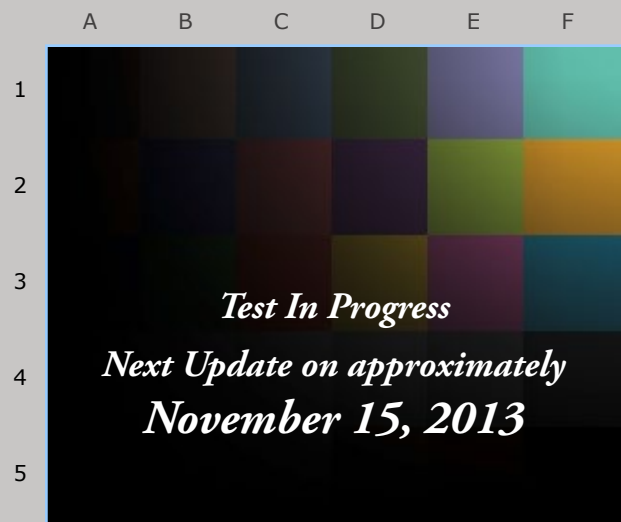 A B C D E F
1
2
3
Test In Progress
Next Update on approximately
4
November 15, 2013
5